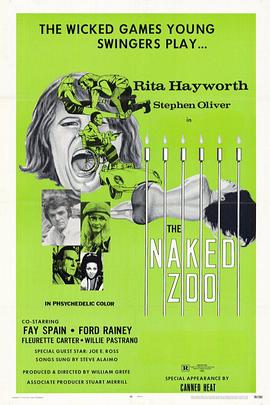 THE WICKED GAMES YOUNG
SWINGERS PLAY...
Rita Hayworth
Stephen Oliver
in
THE
NAKED
ZOO
IN PHSYCHEDELIC COLOR
CO-STARRING
FAY SPAIN • FORD RAINEY
FLEURETTE CARTER • WILLIE PASTRANO
SPECIAL GUEST STAR: JOE E. ROSS
SONGS SUNG BY STEVE ALAIMO
PRODUCED & DIRECTED BY WILLIAM GREFE
ASSOCIATE PRODUCER STUART MERRILL
R
SPECIAL APPEARANCE BY
CANNED HEAT